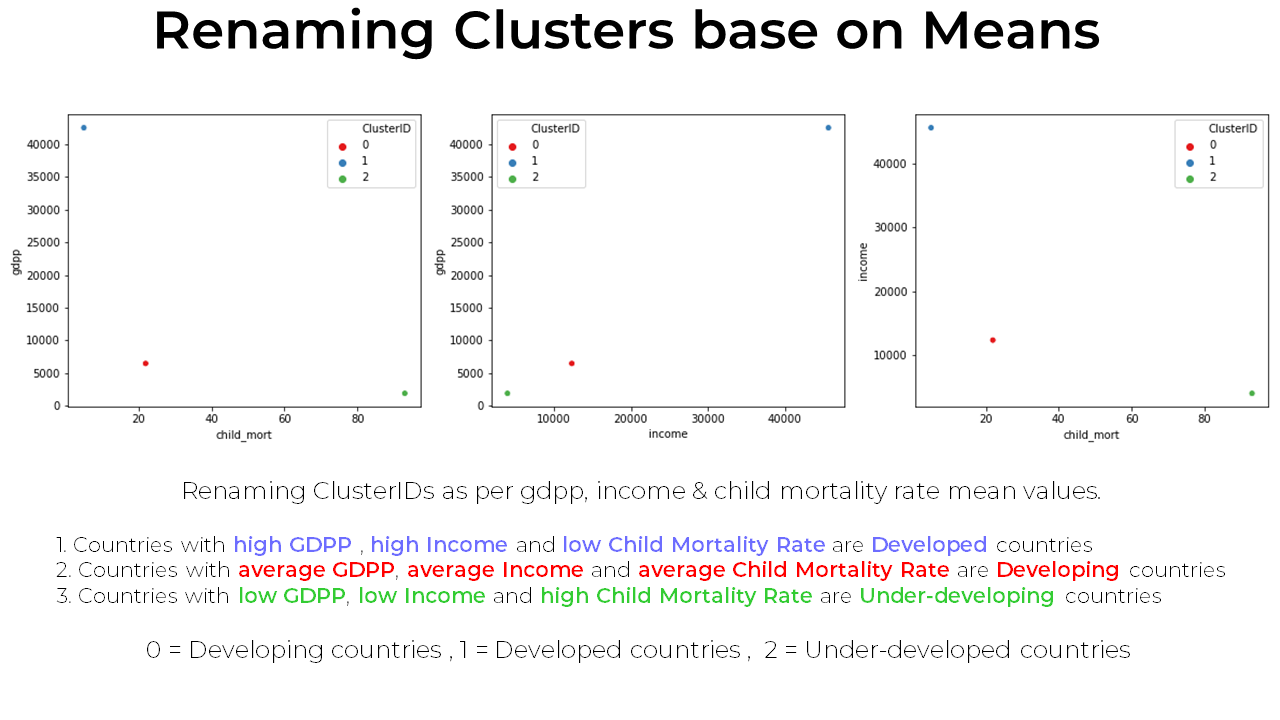 Renaming Clusters base on Means
gdpp
40000
35000
30000
25000
20000
15000
10000
5000
0
20
40
60
80
child_mort
ClusterID
0
1
2
gdpp
40000
35000
30000
25000
20000
15000
10000
5000
0
10000
20000
30000
40000
income
ClusterID
0
1
2
income
40000
30000
20000
10000
20
40
60
80
child_mort
ClusterID
0
1
2
Renaming ClusterIDs as per gdpp, income & child mortality rate mean values.
1. Countries with high GDPP , high Income and low Child Mortality Rate are Developed countries
2. Countries with average GDPP, average Income and average Child Mortality Rate are Developing countries
3. Countries with low GDPP, low Income and high Child Mortality Rate are Under-developing countries
0 = Developing countries , 1 = Developed countries , 2 = Under-developed countries